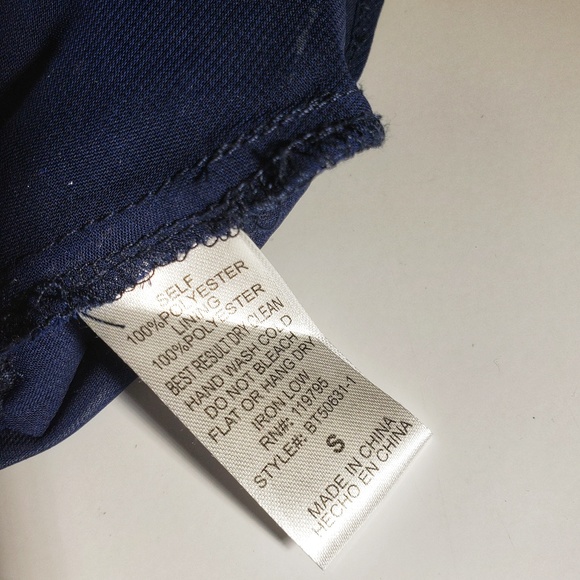 SELF
100%POLYESTER
LINING
100%POLYESTER
BEST RESULT DRY CLEAN
HAND WASH COLD
DO NOT BLEACH
FLAT OR HANG DRY
IRON LOW
RN#: 119795
STYLE#: BT50631-1
S
MADE IN CHINA
HECHO EN CHINA